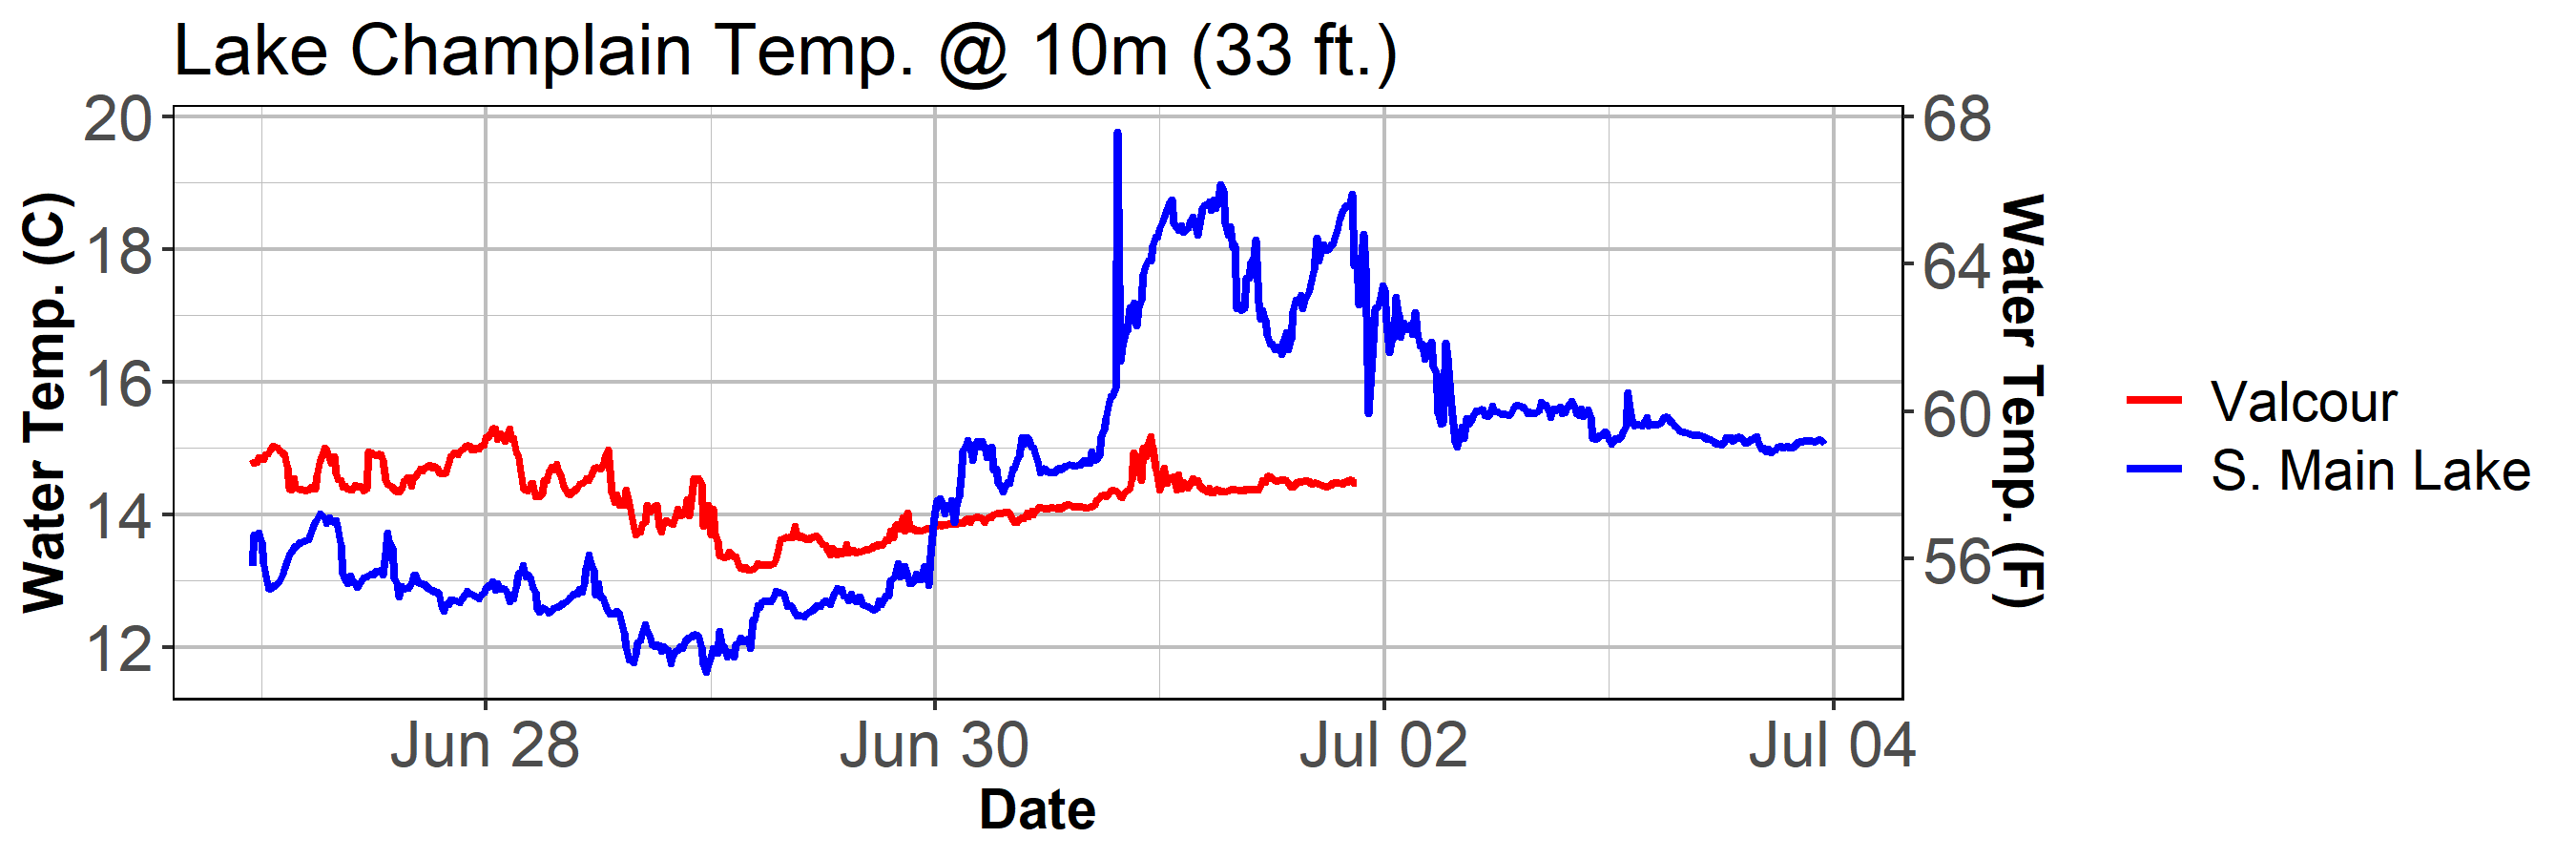 Lake Champlain Temp. @ 10m (33 ft.)
Water Temp. (C)
20
18
16
14
12
68
64
60
56
Water Temp. (F)
Jun 28
Jun 30
Jul 02
Jul 04
Date
Valcour
S. Main Lake